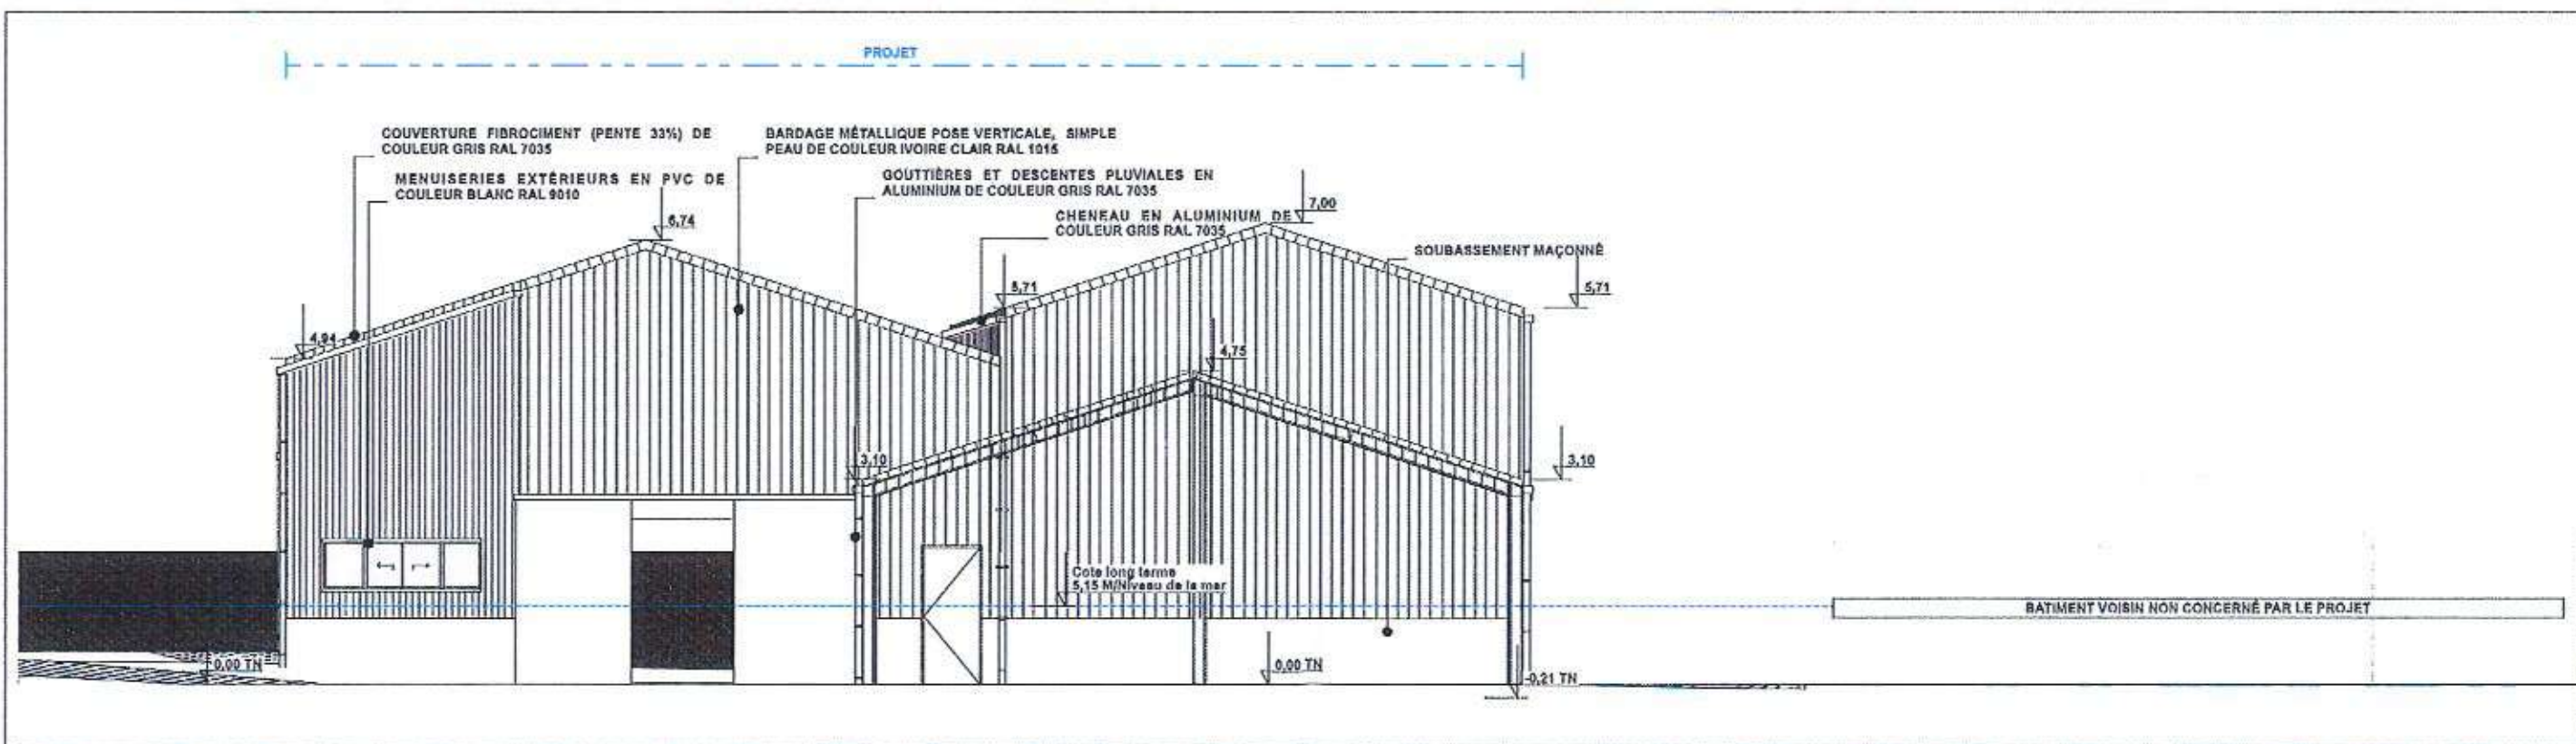 PROJET
COUVERTURE FIBROCIMENT (PENTE 33%) DE
COULEUR GRIS RAL 7035
MENUISERIES EXTÉRIEURS EN PVC DE
COULEUR BLANC RAL 9010
BARDAGE MÉTALLIQUE POSE VERTICALE, SIMPLE
PEAU DE COULEUR IVOIRE CLAIR RAL 1015
GOUTTIÈRES ET DESCENTES PLUVIALES EN
ALUMINIUM DE COULEUR GRIS RAL 7035
CHENEAU EN ALUMINIUM DE
COULEUR GRIS RAL 7035
SOUBASSEMENT MAÇONNÉ
6,74
7,00
5,71
5,71
4,94
4,75
3,10
3,10
Cote long terme
5,15 M/Niveau de la mer
BATIMENT VOISIN NON CONCERNÉ PAR LE PROJET
0,00 TN
0,00 TN
-0,21 TN